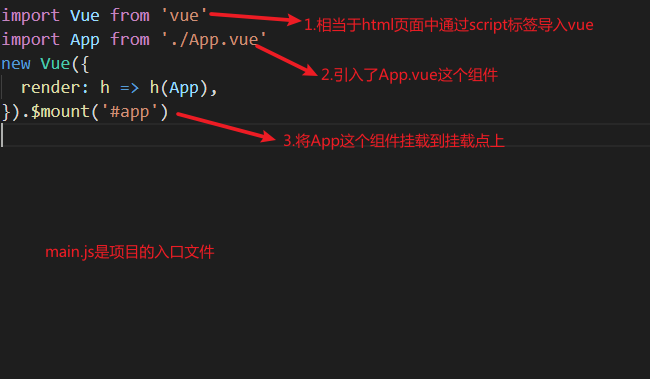 import Vue from 'vue'
1.相当于html页面中通过script标签导入vue
import App from './App.vue'
2.引入了App.vue这个组件
new Vue({
render: h => h(App),
}).$mount('#app')
3.将App这个组件挂载到挂载点上
main.js是项目的入口文件